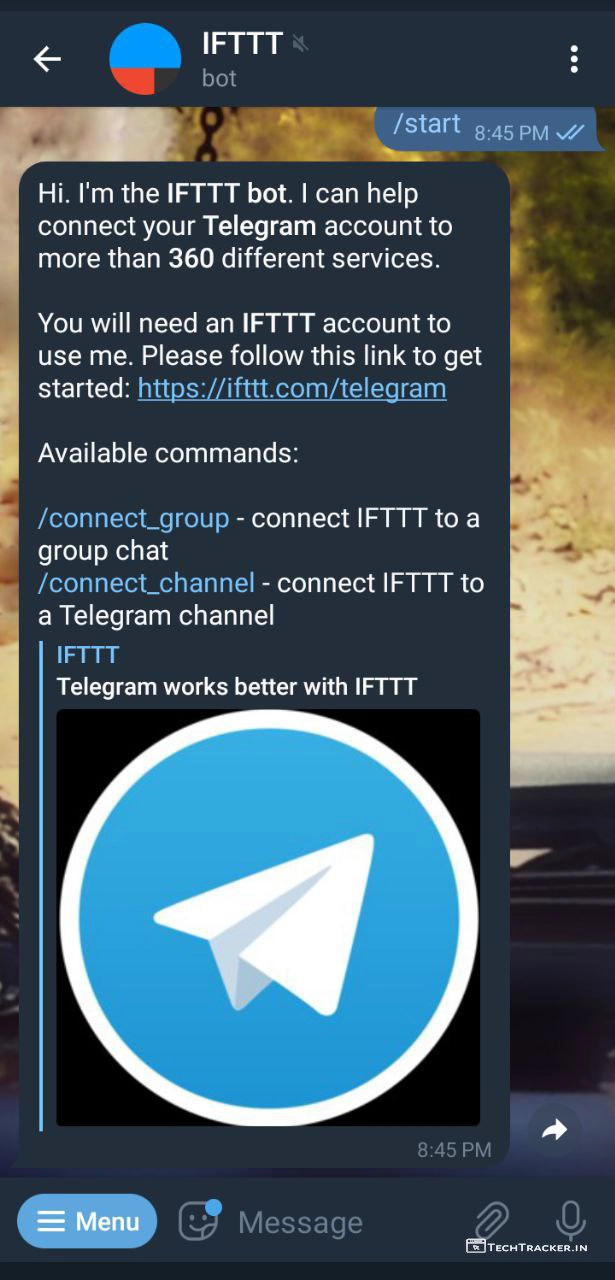 IFTTT
bot
/start 8:45 PM
Hi. I'm the IFTTT bot. I can help
connect your Telegram account to
more than 360 different services.
You will need an IFTTT account to
use me. Please follow this link to get
started: https://ifttt.com/telegram
Available commands:
/connect_group - connect IFTTT to a
group chat
/connect_channel - connect IFTTT to
a Telegram channel
IFTTT
Telegram works better with IFTTT
8:45 PM
Menu
Message
TECHTRACKER.IN